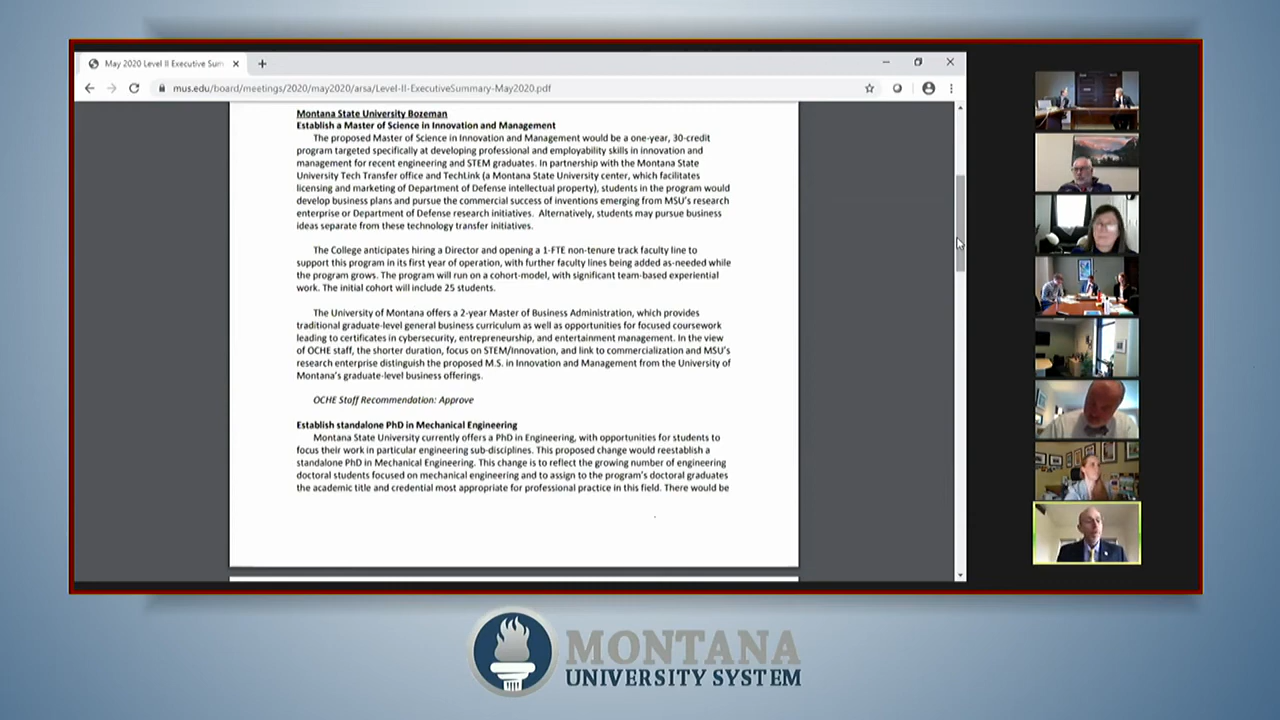 May 2020 Level II Executive Sum
mus.edu/board/meetings/2020/may2020/arsa/Level-II-ExecutiveSummary-May2020.pdf
Montana State University Bozeman
Establish a Master of Science in Innovation and Management
The proposed Master of Science in Innovation and Management would be a one-year, 30-credit
program targeted specifically at developing professional and employability skills in innovation and
management for recent engineering and STEM graduates. In partnership with the Montana State
University Tech Transfer office and TechLink (a Montana State University center, which facilitates
licensing and marketing of Department of Defense intellectual property), students in the program would
develop business plans and pursue the commercial success of inventions emerging from MSU's research
enterprise or Department of Defense research initiatives. Alternatively, students may pursue business
ideas separate from these technology transfer initiatives.
The College anticipates hiring a Director and opening a 1-FTE non-tenure track faculty line to
support this program in its first year of operation, with further faculty lines being added as-needed while
the program grows. The program will run on a cohort-model, with significant team-based experiential
work. The initial cohort will include 25 students.
The University of Montana offers a 2-year Master of Business Administration, which provides
traditional graduate-level general business curriculum as well as opportunities for focused coursework
leading to certificates in cybersecurity, entrepreneurship, and entertainment management. In the view
of OCHE staff, the shorter duration, focus on STEM/Innovation, and link to commercialization and MSU's
research enterprise distinguish the proposed M.S. in Innovation and Management from the University of
Montana's graduate-level business offerings.
OCHE Staff Recommendation: Approve
Establish standalone PhD in Mechanical Engineering
Montana State University currently offers a PhD in Engineering, with opportunities for students to
focus their work in particular engineering sub-disciplines. This proposed change would reestablish a
standalone PhD in Mechanical Engineering. This change is to reflect the growing number of engineering
doctoral students focused on mechanical engineering and to assign to the program's doctoral graduates
the academic title and credential most appropriate for professional practice in this field. There would be
MONTANA
UNIVERSITY SYSTEM